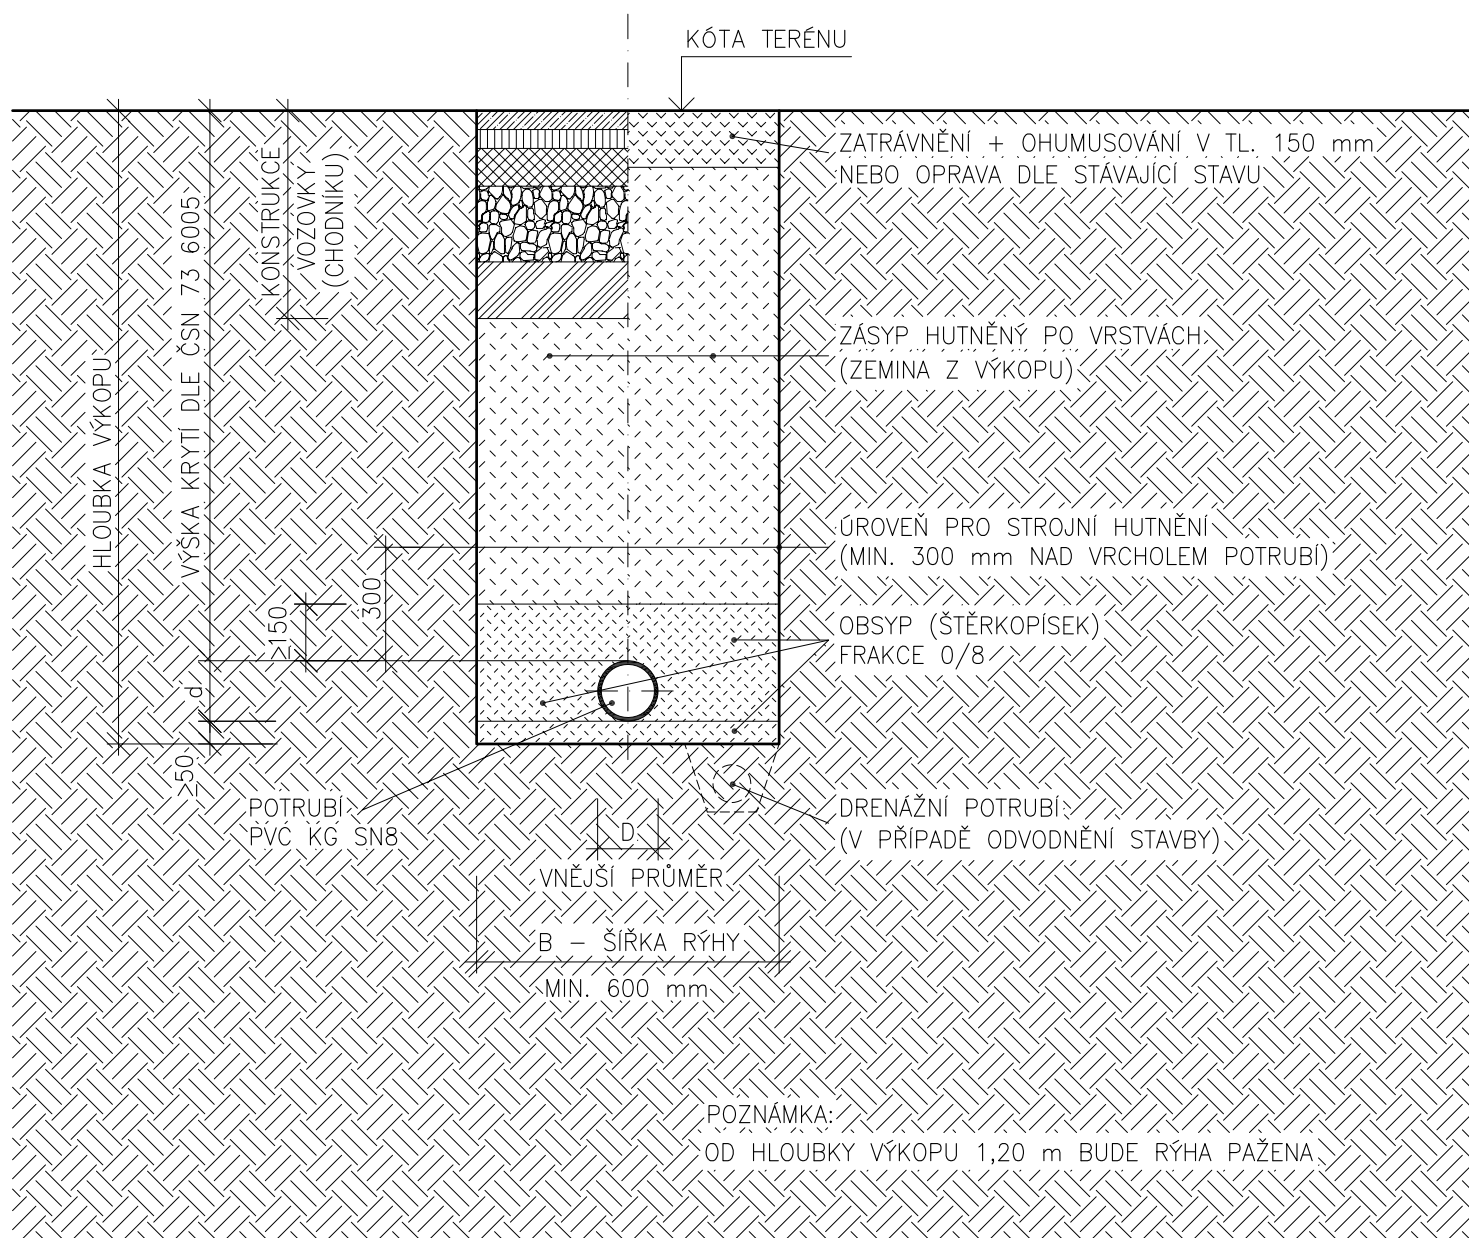 KÓTA TERÉNU
ZATRÁVNĚNÍ + OHUMUSOVÁNÍ V TL. 150 mm
NEBO OPRAVA DLE STÁVAJÍCÍ STAVU
HLOUBKA VÝKOPU
VÝŠKA KRYTÍ DLE ČSN 73 6005
KONSTRUKCE
VOZOVKY
(CHODNÍKU)
ZÁSYP HUTNĚNÝ PO VRSTVÁCH
(ZEMINA Z VÝKOPU)
ÚROVEŇ PRO STROJNÍ HUTNĚNÍ
(MIN. 300 mm NAD VRCHOLEM POTRUBÍ)
300
≥150
OBSYP (ŠTĚRKOPÍSEK)
FRAKCE 0/8
d
≥50
POTRUBÍ
PVC KG SN8
DRENÁŽNÍ POTRUBÍ
(V PŘÍPADĚ ODVODNĚNÍ STAVBY)
D
VNĚJŠÍ PRŮMĚR
B – ŠÍŘKA RÝHY
MIN. 600 mm
POZNÁMKA:
OD HLOUBKY VÝKOPU 1,20 m BUDE RÝHA PAŽENA